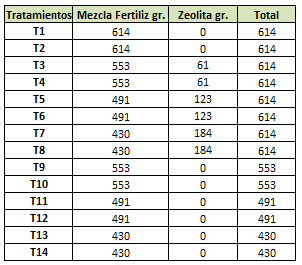 Tratamientos Mezcla Fertiliz gr. Zeolita gr. Total
T1 614 0 614
T2 614 0 614
T3 553 61 614
T4 553 61 614
T5 491 123 614
T6 491 123 614
T7 430 184 614
T8 430 184 614
T9 553 0 553
T10 553 0 553
T11 491 0 491
T12 491 0 491
T13 430 0 430
T14 430 0 430